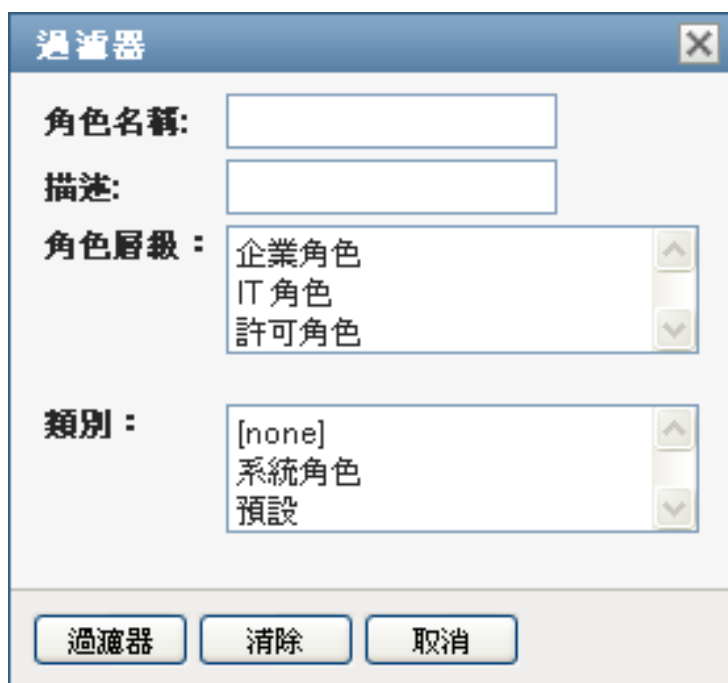 過濾器
角色名稱:
描述:
角色層級：
企業角色
IT 角色
許可角色
類別：
[none]
系統角色
預設
過濾器 清除 取消